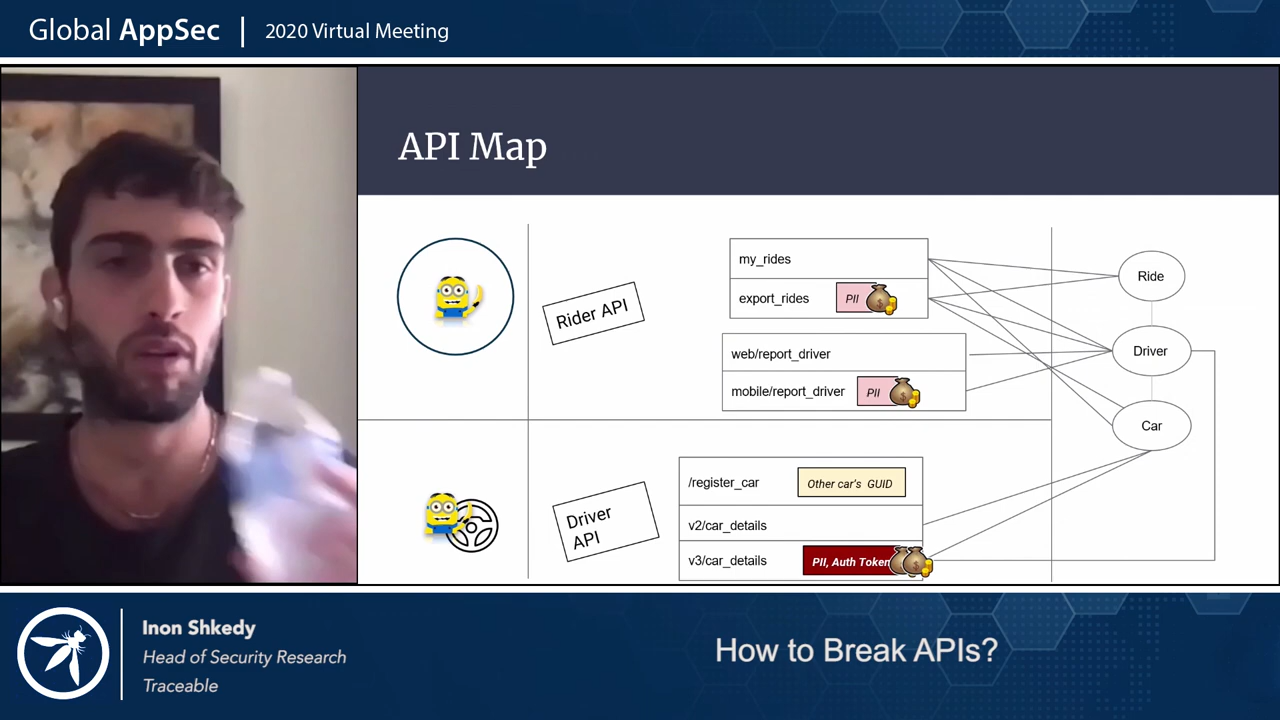 Global AppSec | 2020 Virtual Meeting
API Map
Rider API
my_rides
export_rides PII
web/report_driver
mobile/report_driver PII
Ride
Driver
Car
Driver
API
/register_car Other car's GUID
v2/car_details
v3/car_details PII, Auth Token
Inon Shkedy
Head of Security Research
Traceable
How to Break APIs?